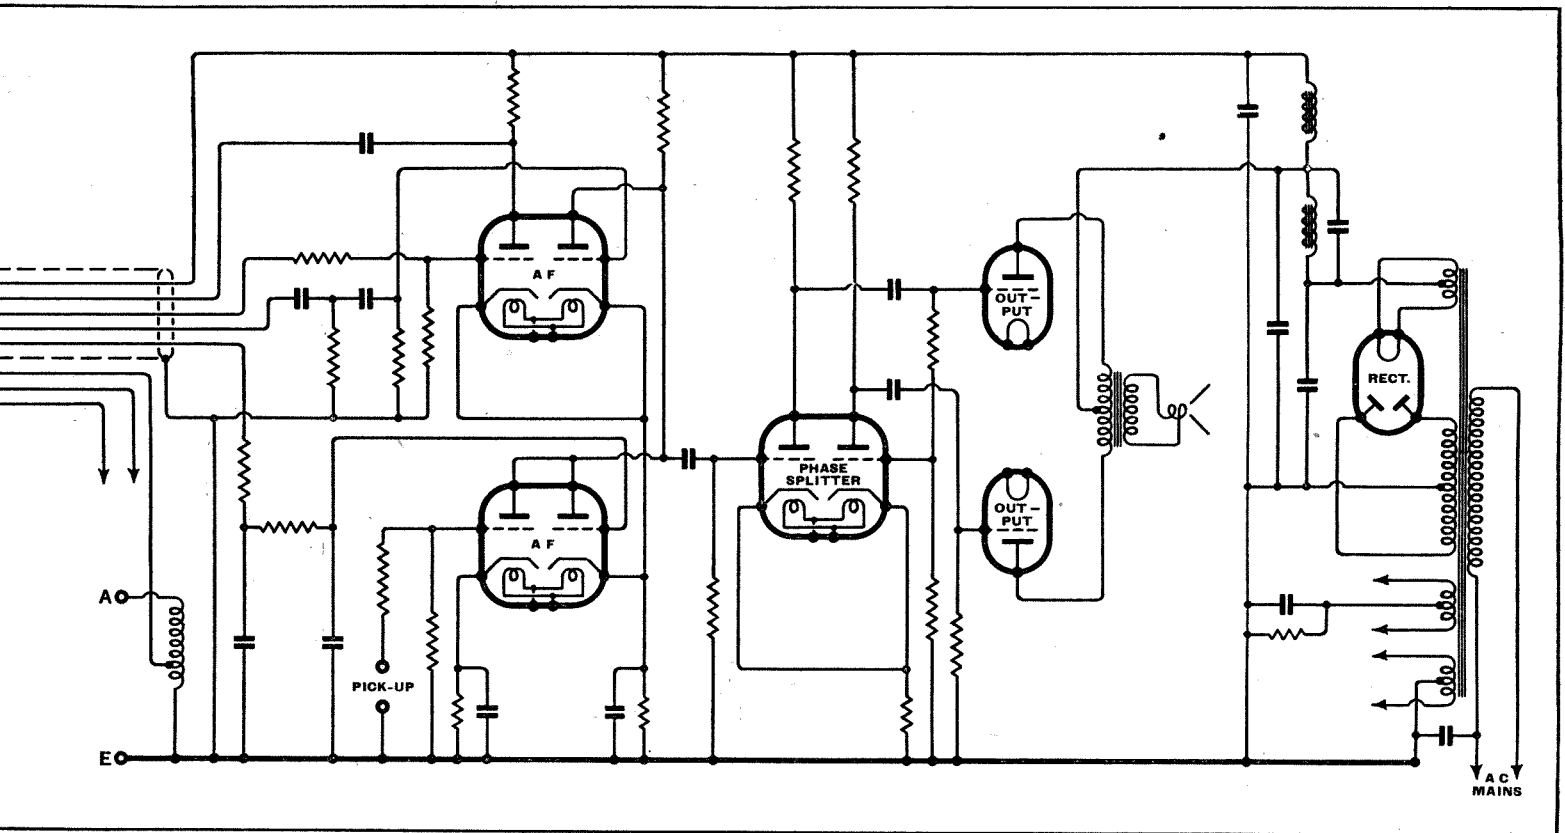 A F
OUT-
PUT
RECT.
PHASE
SPLITTER
OUT-
PUT
A F
A
PICK-UP
E
A C
MAINS